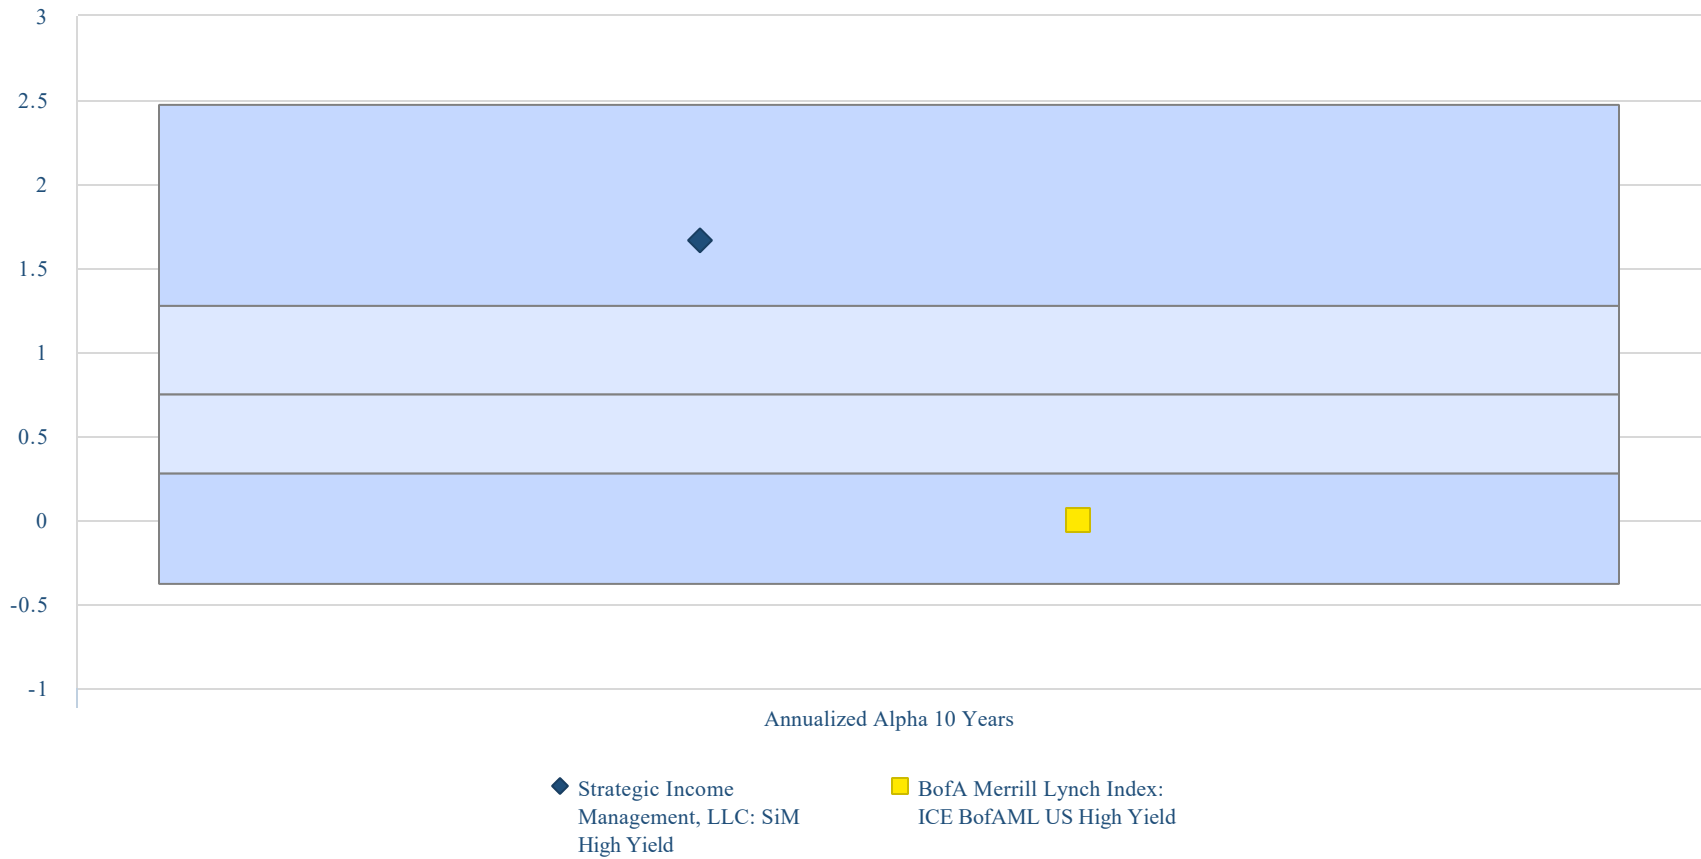 3
2.5
2
1.5
1
0.5
0
-0.5
-1
Annualized Alpha 10 Years
Strategic Income
Management, LLC: SiM
High Yield
BofA Merrill Lynch Index:
ICE BofAML US High Yield